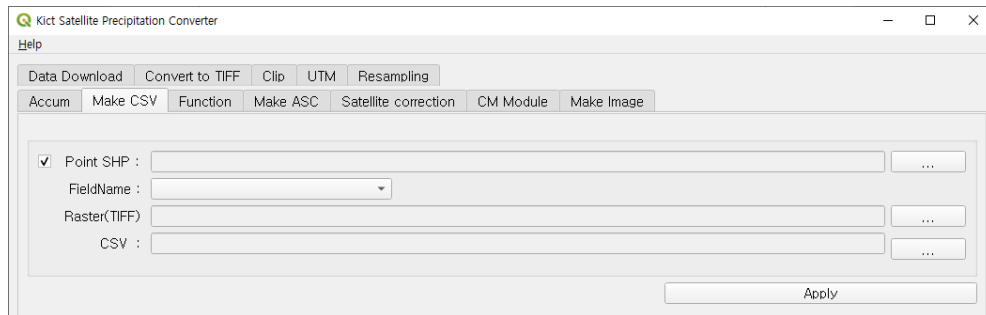 Kict Satellite Precipitation Converter
Help
Data Download Convert to TIFF Clip UTM Resampling
Accum Make CSV Function Make ASC Satellite correction CM Module Make Image
Point SHP : ...
FieldName :
Raster(TIFF) ...
CSV : ...
Apply